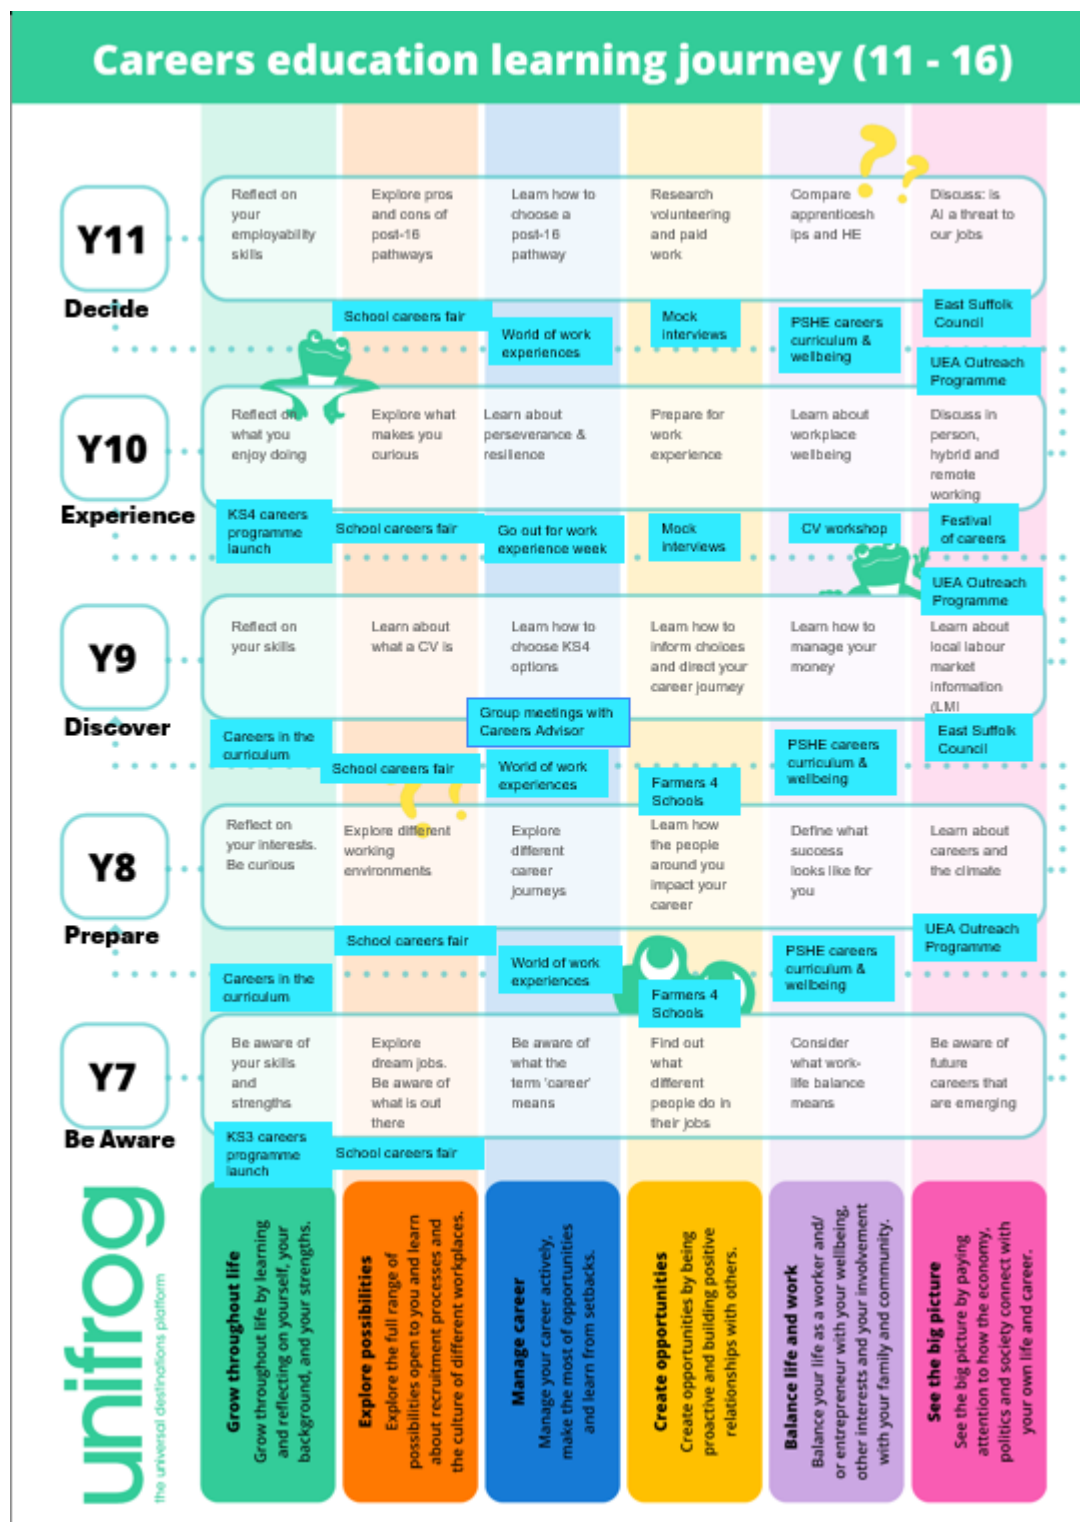 Careers education learning journey (11 - 16)
Y11
Decide
Reflect on
your
employability
skills
Explore pros
and cons of
post-16
pathways
Learn how to
choose a
post-16
pathway
Research
volunteering
and paid
work
Compare
apprenticesh
ips and HE
Discuss: is
AI a threat to
our jobs
School careers fair
World of work
experiences
Mock
interviews
PSHE careers
curriculum &
wellbeing
East Suffolk
Council
UEA Outreach
Programme
Y10
Experience
Reflect on
what you
enjoy doing
Explore what
makes you
curious
Learn about
perseverance &
resilience
Prepare for
work
experience
Learn about
workplace
wellbeing
Discuss in
person,
hybrid and
remote
working
KS4 careers
programme
launch
School careers fair
Go out for work
experience week
Mock
interviews
CV workshop
Festival
of careers
UEA Outreach
Programme
Y9
Discover
Reflect on
your skills
Learn about
what a CV is
Learn how to
choose KS4
options
Learn how to
inform choices
and direct your
career journey
Learn how to
manage your
money
Learn about
local labour
market
information
(LMI
Careers in the
curriculum
School careers fair
Group meetings with
Careers Advisor
World of work
experiences
Farmers 4
Schools
PSHE careers
curriculum &
wellbeing
East Suffolk
Council
Y8
Prepare
Reflect on
your interests.
Be curious
Explore different
working
environments
Explore
different
career
journeys
Learn how
the people
around you
impact your
career
Define what
success
looks like for
you
Learn about
careers and
the climate
Careers in the
curriculum
School careers fair
World of work
experiences
Farmers 4
Schools
PSHE careers
curriculum &
wellbeing
UEA Outreach
Programme
Y7
Be Aware
Be aware of
your skills
and
strengths
Explore
dream jobs.
Be aware of
what is out
there
Be aware of
what the
term 'career'
means
Find out
what
different
people do in
their jobs
Consider
what work-
life balance
means
Be aware of
future
careers that
are emerging
KS3 careers
programme
launch
School careers fair
unifrog
the universal destinations platform
Grow throughout life
Grow throughout life by learning
and reflecting on yourself, your
background, and your strengths.
Explore possibilities
Explore the full range of
possibilities open to you and learn
about recruitment processes and
the culture of different workplaces.
Manage career
Manage your career actively,
make the most of opportunities
and learn from setbacks.
Create opportunities
Create opportunities by being
proactive and building positive
relationships with others.
Balance life and work
Balance your life as a worker and/
or entrepreneur with your wellbeing,
other interests and your involvement
with your family and community.
See the big picture
See the big picture by paying
attention to how the economy,
politics and society connect with
your own life and career.